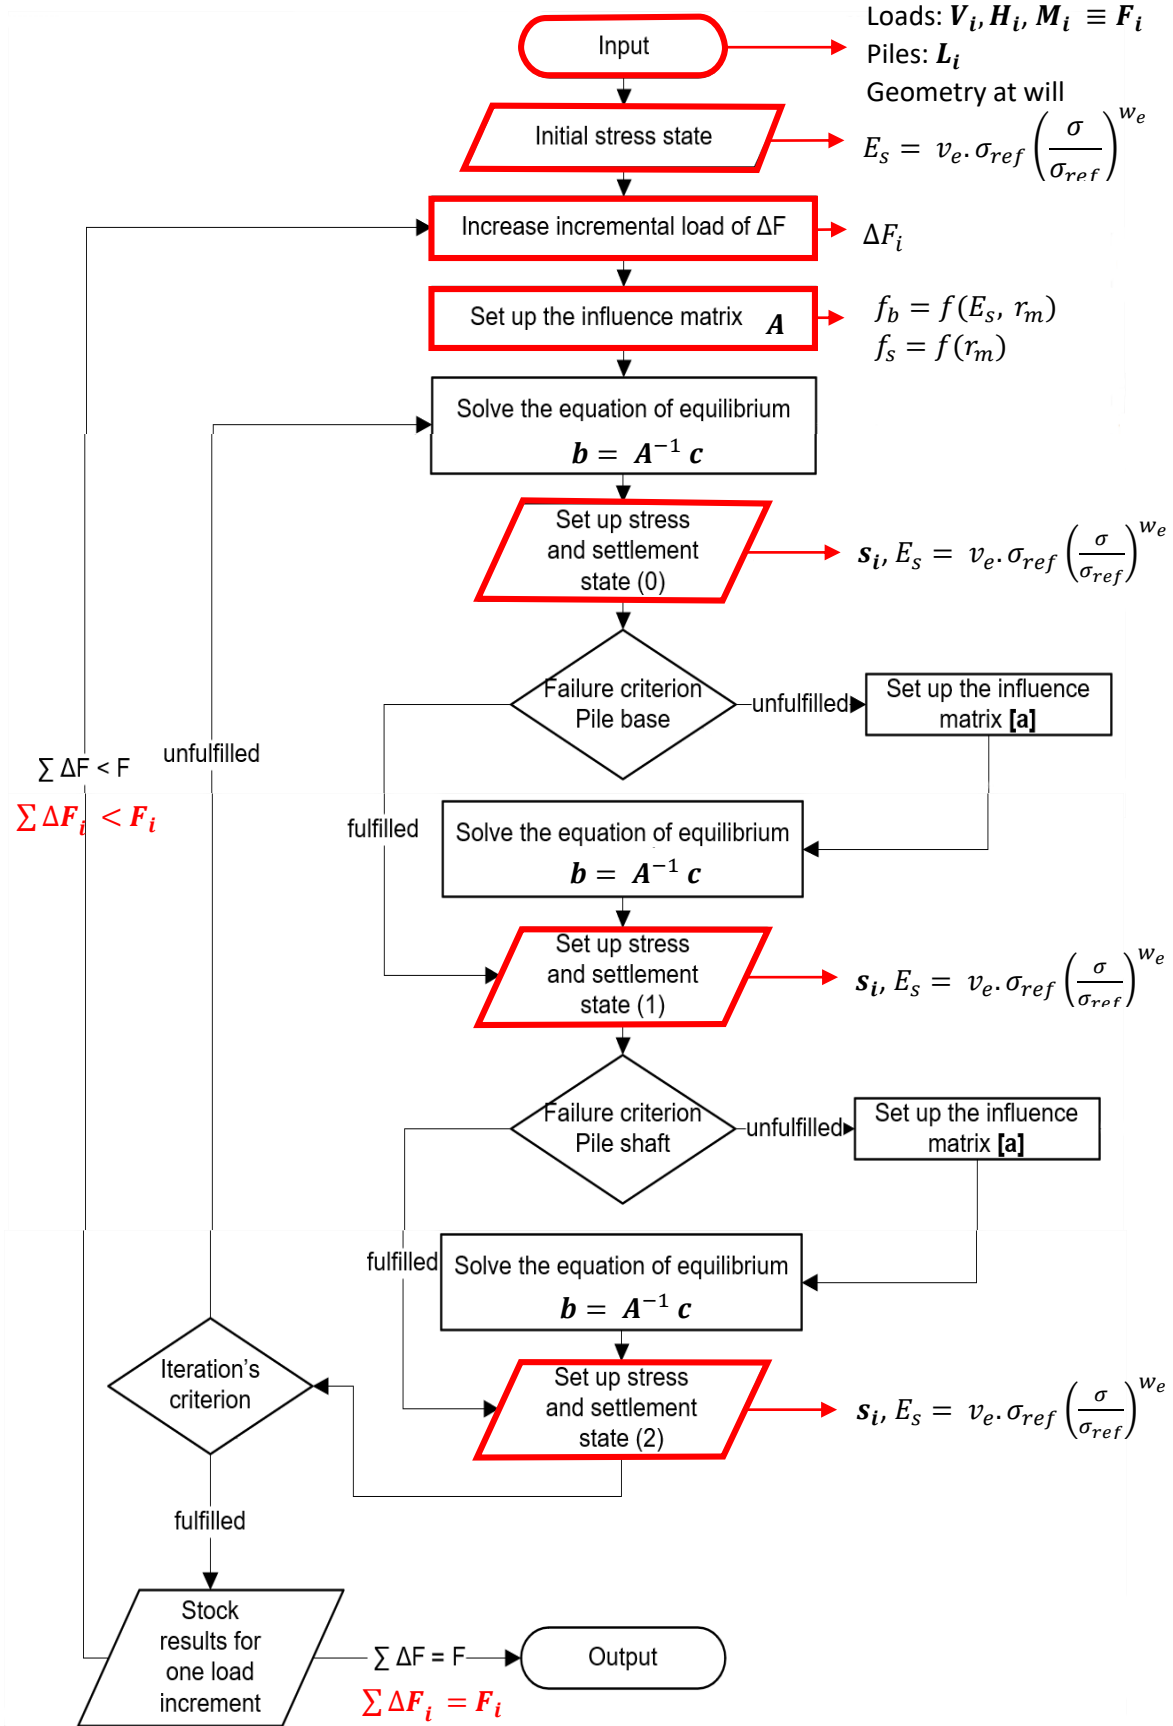 Input
Loads: V_i, H_i, M_i ≡ F_i
Piles: L_i
Geometry at will
Initial stress state
E_s = v_e. σ_ref (σ/σ_ref)^w_e
Increase incremental load of ΔF
ΔF_i
Set up the influence matrix A
f_b = f(E_s, r_m)
f_s = f(r_m)
Solve the equation of equilibrium
b = A^−1 c
Set up stress
and settlement
state (0)
s_i, E_s = v_e. σ_ref (σ/σ_ref)^w_e
Failure criterion
Pile base
unfulfilled
Set up the influence
matrix [a]
unfulfilled
∑ ΔF < F
∑ ΔF_i < F_i
fulfilled
Solve the equation of equilibrium
b = A^−1 c
Set up stress
and settlement
state (1)
s_i, E_s = v_e. σ_ref (σ/σ_ref)^w_e
Failure criterion
Pile shaft
unfulfilled
Set up the influence
matrix [a]
fulfilled
Solve the equation of equilibrium
b = A^−1 c
Iteration's
criterion
Set up stress
and settlement
state (2)
s_i, E_s = v_e. σ_ref (σ/σ_ref)^w_e
fulfilled
Stock
results for
one load
increment
∑ ΔF = F
∑ ΔF_i = F_i
Output